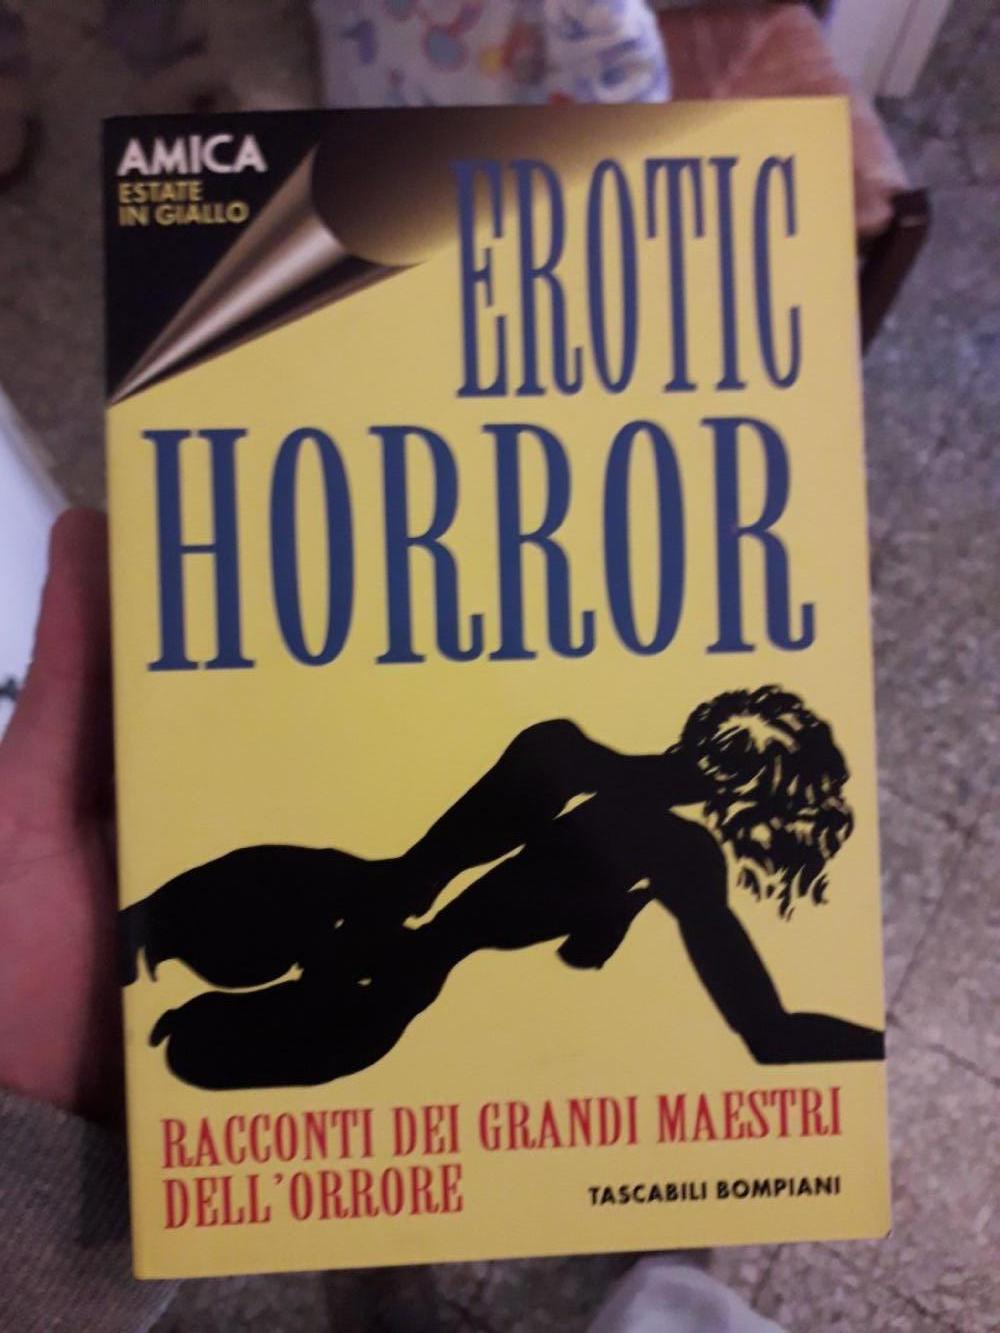 AMICA
ESTATE
IN GIALLO
EROTIC
HORROR
RACCONTI DEI GRANDI MAESTRI
DELL'ORRORE
TASCABILI BOMPIANI